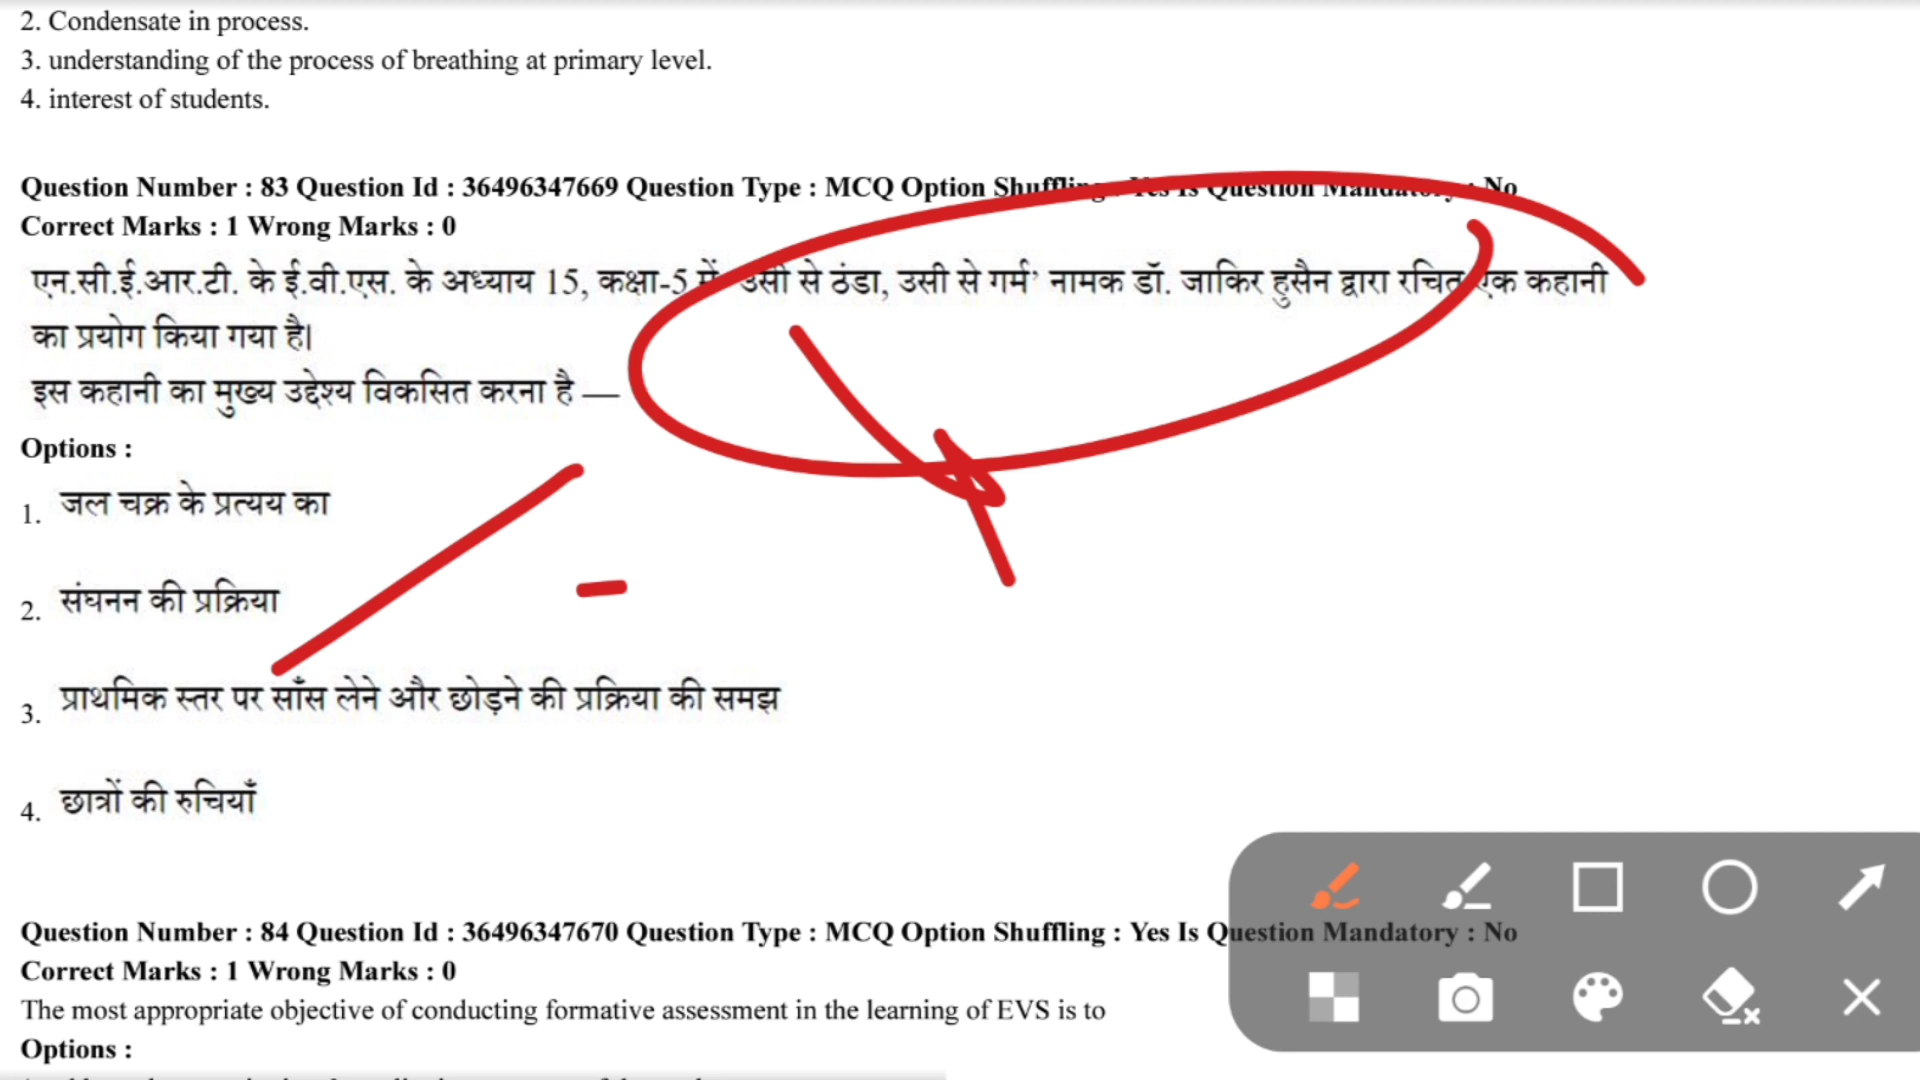 2. Condensate in process.
3. understanding of the process of breathing at primary level.
4. interest of students.
Question Number : 83 Question Id : 36496347669 Question Type : MCQ Option Shuffling : Yes Is Question Mandatory : No
Correct Marks : 1 Wrong Marks : 0
एन.सी.ई.आर.टी. के ई.वी.एस. के अध्याय 15, कक्षा-5 में 'उसी से ठंडा, उसी से गर्म' नामक डॉ. जाकिर हुसैन द्वारा रचित एक कहानी
का प्रयोग किया गया है।
इस कहानी का मुख्य उद्देश्य विकसित करना है —
Options :
1. जल चक्र के प्रत्यय का
2. संघनन की प्रक्रिया
3. प्राथमिक स्तर पर साँस लेने और छोड़ने की प्रक्रिया की समझ
4. छात्रों की रुचियाँ
Question Number : 84 Question Id : 36496347670 Question Type : MCQ Option Shuffling : Yes Is Question Mandatory : No
Correct Marks : 1 Wrong Marks : 0
The most appropriate objective of conducting formative assessment in the learning of EVS is to
Options :